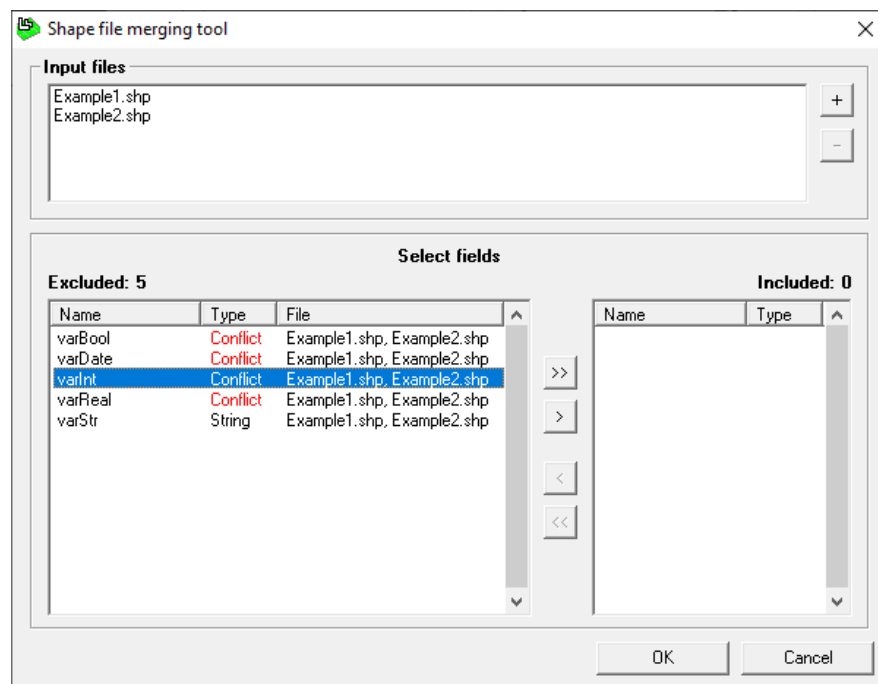 Shape file merging tool
Input files
Example1.shp
Example2.shp
+
-
Select fields
Excluded: 5
Included: 0
Name Type File
varBool Conflict Example1.shp, Example2.shp
varDate Conflict Example1.shp, Example2.shp
varInt Conflict Example1.shp, Example2.shp
varReal Conflict Example1.shp, Example2.shp
varStr String Example1.shp, Example2.shp
>>
>
<
<<
Name Type
OK Cancel